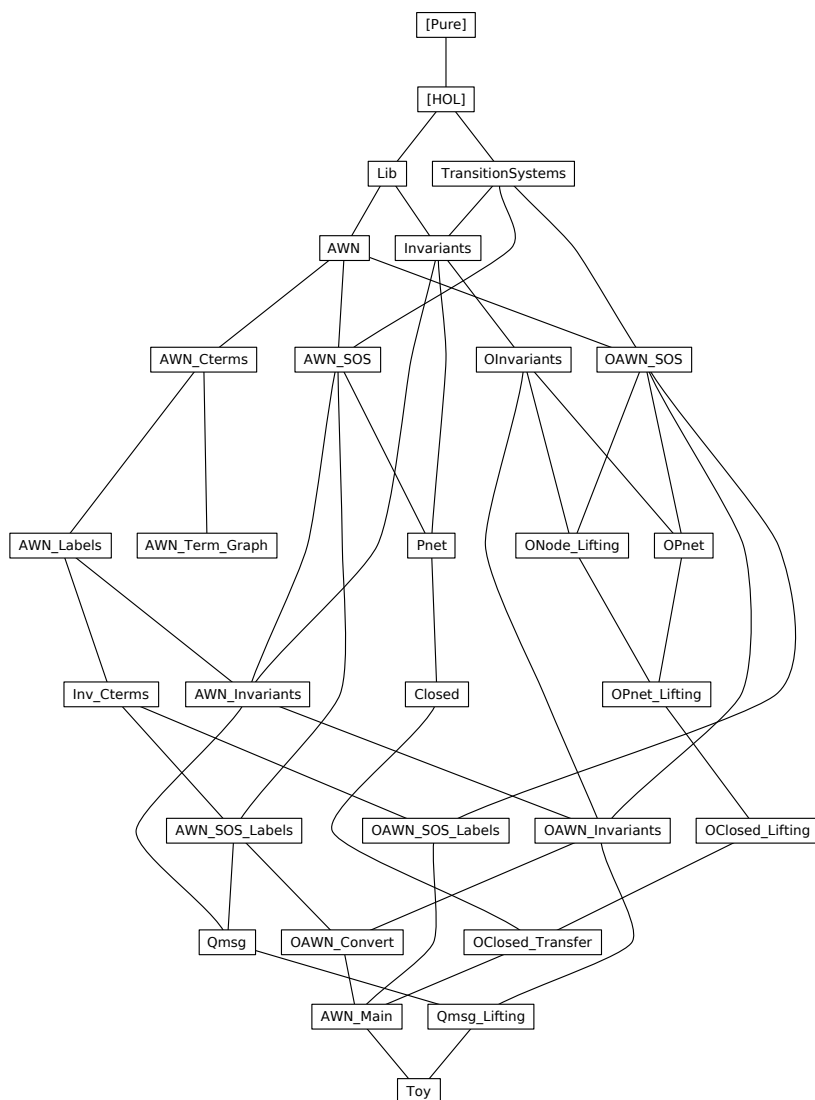 [Pure]
[HOL]
Lib
TransitionSystems
AWN
Invariants
AWN_Cterms
AWN_SOS
OInvariants
OAWN_SOS
AWN_Labels
AWN_Term_Graph
Pnet
ONode_Lifting
OPnet
Inv_Cterms
AWN_Invariants
Closed
OPnet_Lifting
AWN_SOS_Labels
OAWN_SOS_Labels
OAWN_Invariants
OClosed_Lifting
Qmsg
OAWN_Convert
OClosed_Transfer
AWN_Main
Qmsg_Lifting
Toy